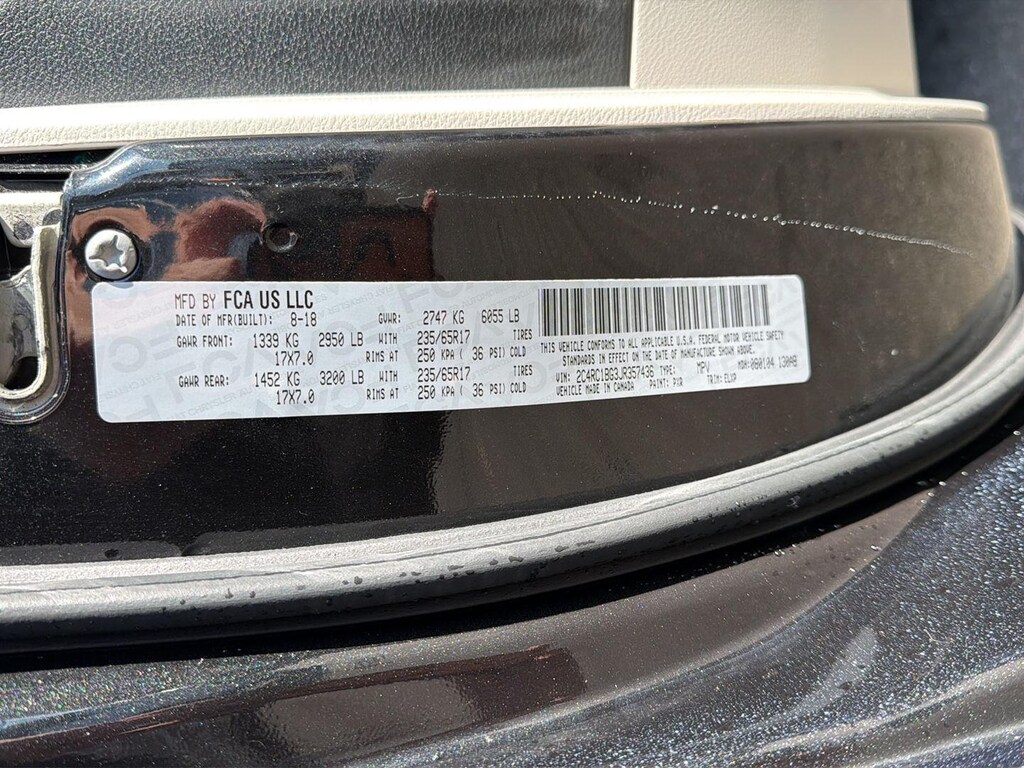 MFD BY FCA US LLC
DATE OF MFR(BUILT): 8-18 GVWR: 2747 KG 6055 LB
GAWR FRONT: 1339 KG 2950 LB WITH 235/65R17 TIRES
17X7.0 RIMS AT 250 KPA ( 36 PSI) COLD
GAWR REAR: 1452 KG 3200 LB WITH 235/65R17 TIRES
17X7.0 RIMS AT 250 KPA ( 36 PSI) COLD
THIS VEHICLE CONFORMS TO ALL APPLICABLE U.S.A. FEDERAL MOTOR VEHICLE SAFETY
STANDARDS IN EFFECT ON THE DATE OF MANUFACTURE SHOWN ABOVE.
VIN: 2C4RC1BG3JR357436 TYPE: MPV MDH: 080104 130AB
VEHICLE MADE IN CANADA PAINT: PXR TRIM: ELXP